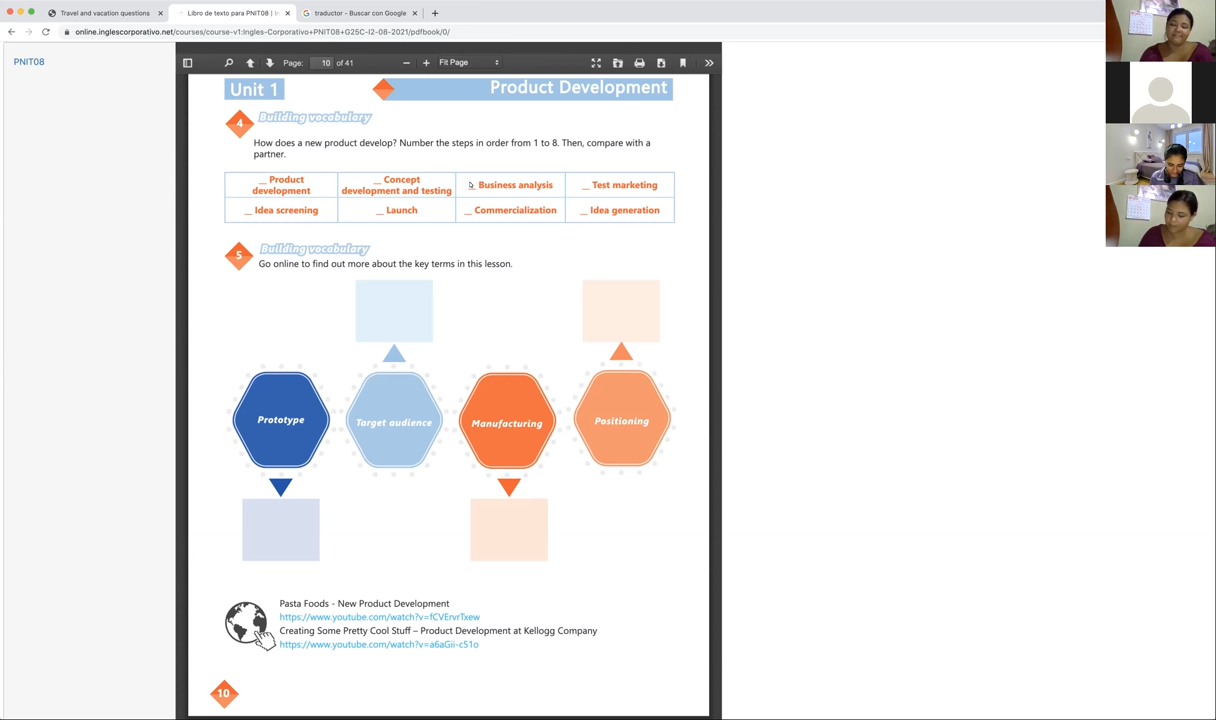 Travel and vacation questions
Libro de texto para PNIT08 | In
traductor - Buscar con Google
online.inglescorporativo.net/courses/course-v1:Ingles-Corporativo+PNIT08+G25C-I2-08-2021/pdfbook/0/
PNIT08
Page: 10 of 41
Fit Page
Unit 1
Product Development
4
Building vocabulary
How does a new product develop? Number the steps in order from 1 to 8. Then, compare with a
partner.
__ Product
development
__ Concept
development and testing
__ Business analysis
__ Test marketing
__ Idea screening
__ Launch
__ Commercialization
__ Idea generation
5
Building vocabulary
Go online to find out more about the key terms in this lesson.
Prototype
Target audience
Manufacturing
Positioning
Pasta Foods - New Product Development
https://www.youtube.com/watch?v=fCVErvrTxew
Creating Some Pretty Cool Stuff – Product Development at Kellogg Company
https://www.youtube.com/watch?v=a6aGii-c51o
10